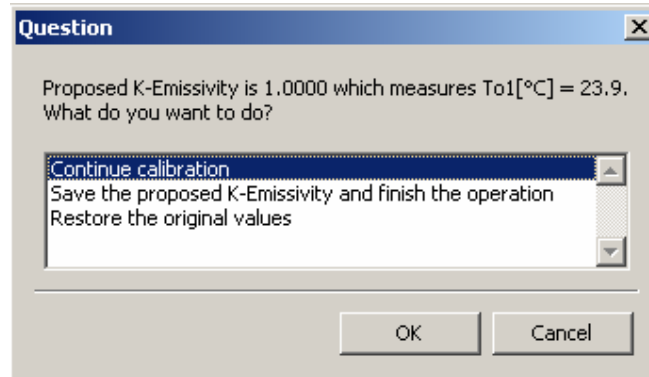 Question
Proposed K-Emissivity is 1.0000 which measures To1[°C] = 23.9.
What do you want to do?
Continue calibration
Save the proposed K-Emissivity and finish the operation
Restore the original values
OK
Cancel